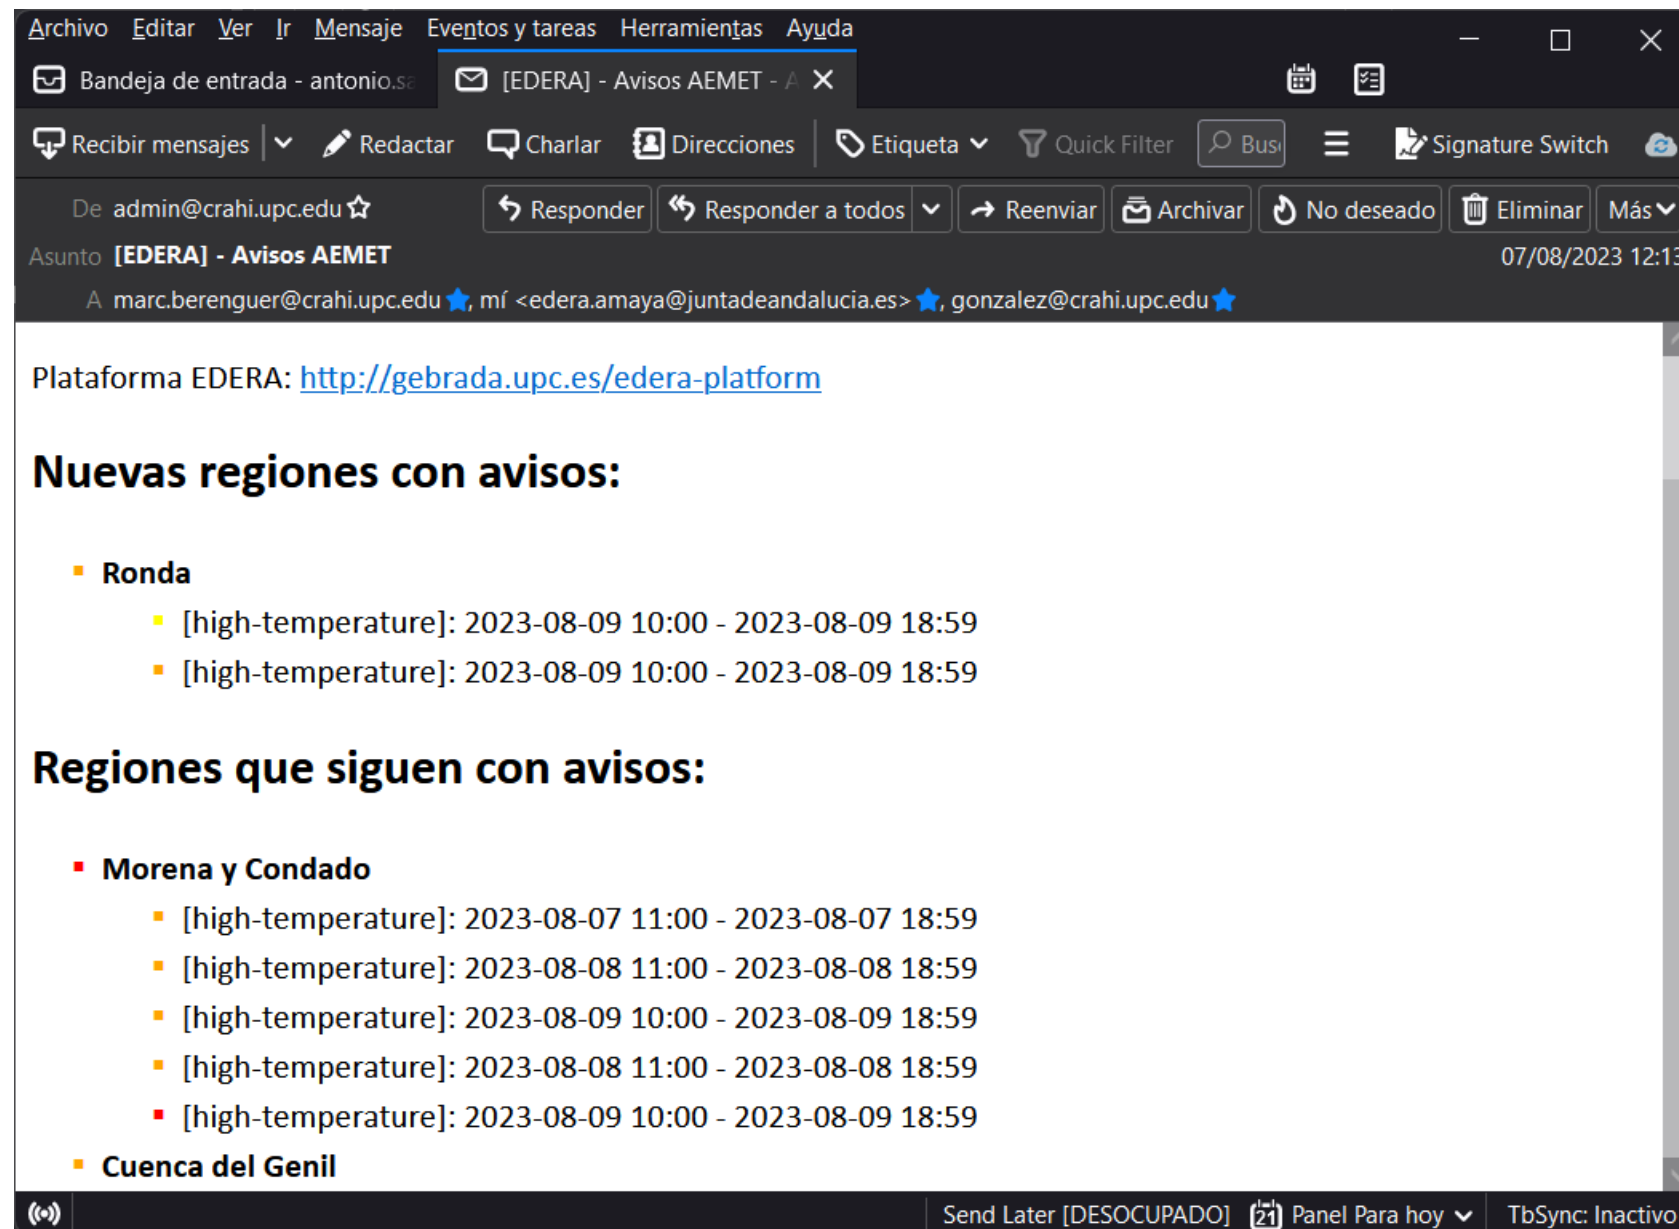 Archivo Editar Ver Ir Mensaje Eventos y tareas Herramientas Ayuda
Bandeja de entrada - antonio.sa [EDERA] - Avisos AEMET - A
Recibir mensajes Redactar Charlar Direcciones Etiqueta Quick Filter Bus Signature Switch
De admin@crahi.upc.edu Responder Responder a todos Reenviar Archivar No deseado Eliminar Más
Asunto [EDERA] - Avisos AEMET 07/08/2023 12:13
A marc.berenguer@crahi.upc.edu, mí <edera.amaya@juntadeandalucia.es>, gonzalez@crahi.upc.edu
Plataforma EDERA: http://gebrada.upc.es/edera-platform
Nuevas regiones con avisos:
Ronda
[high-temperature]: 2023-08-09 10:00 - 2023-08-09 18:59
[high-temperature]: 2023-08-09 10:00 - 2023-08-09 18:59
Regiones que siguen con avisos:
Morena y Condado
[high-temperature]: 2023-08-07 11:00 - 2023-08-07 18:59
[high-temperature]: 2023-08-08 11:00 - 2023-08-08 18:59
[high-temperature]: 2023-08-09 10:00 - 2023-08-09 18:59
[high-temperature]: 2023-08-08 11:00 - 2023-08-08 18:59
[high-temperature]: 2023-08-09 10:00 - 2023-08-09 18:59
Cuenca del Genil
Send Later [DESOCUPADO] 21 Panel Para hoy TbSync: Inactivo